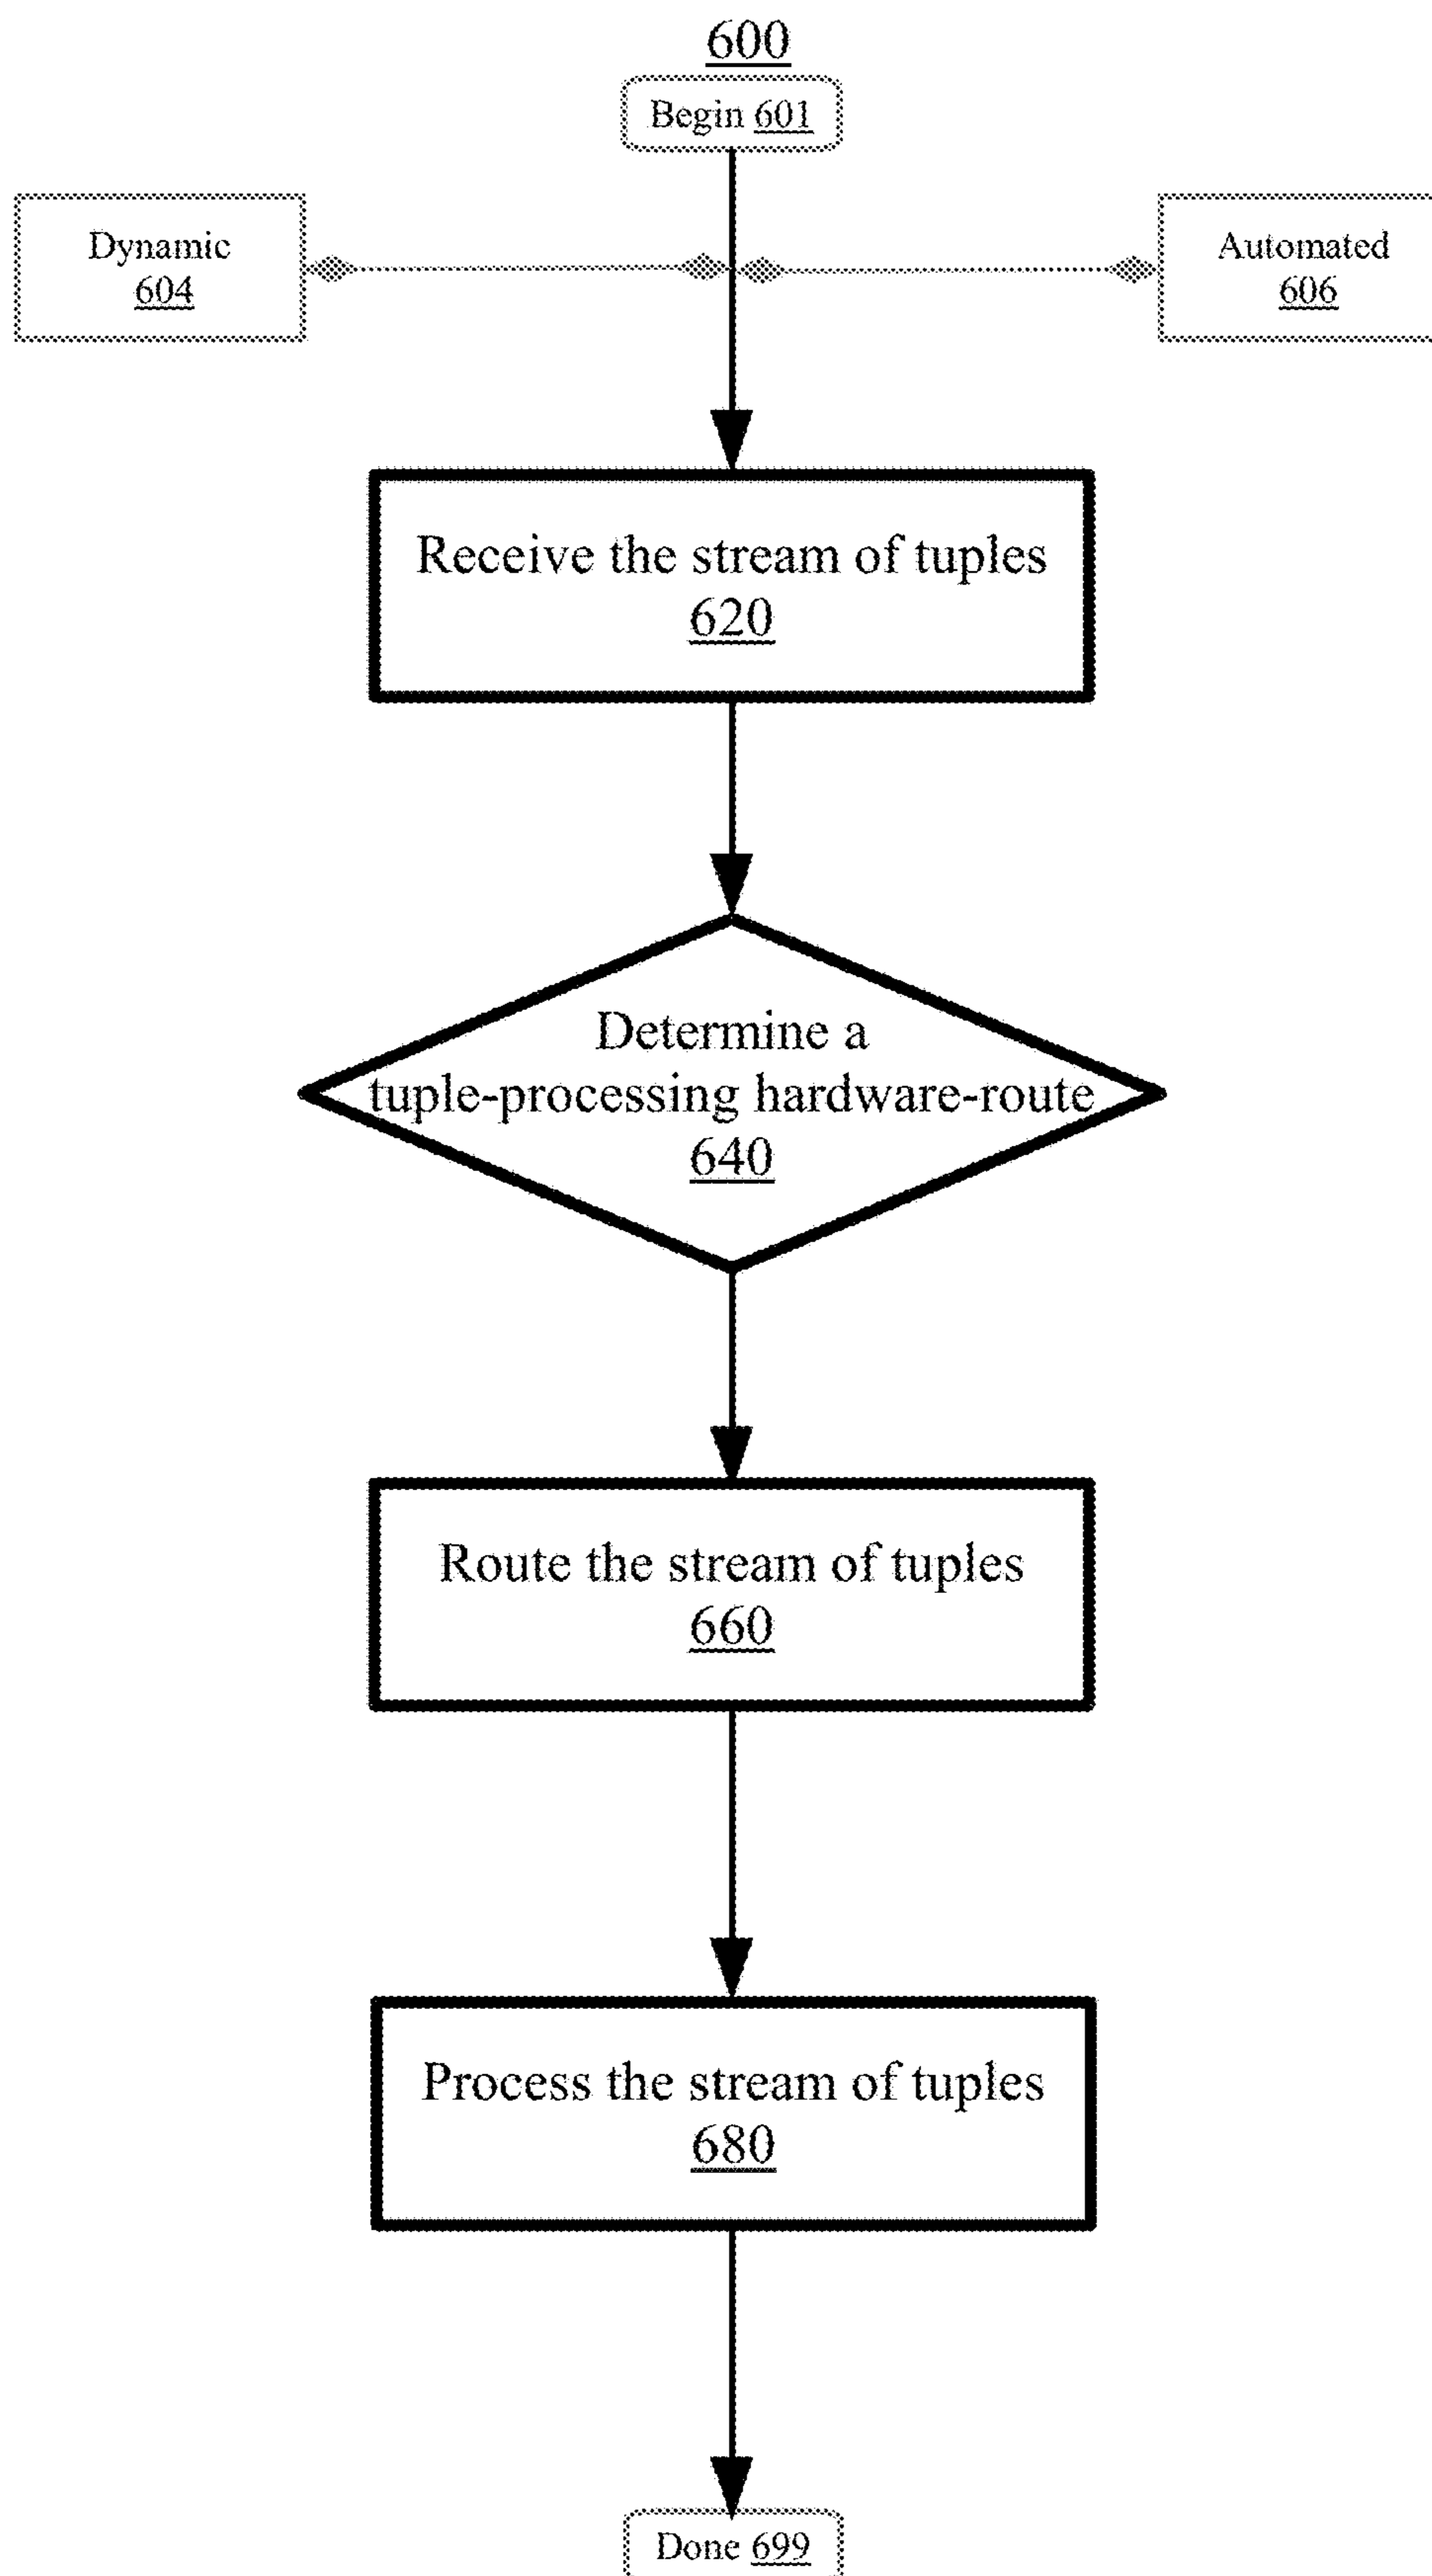 600
Begin 601
Dynamic
604
Automated
606
Receive the stream of tuples
620
Determine a
tuple-processing hardware-route
640
Route the stream of tuples
660
Process the stream of tuples
680
Done 699